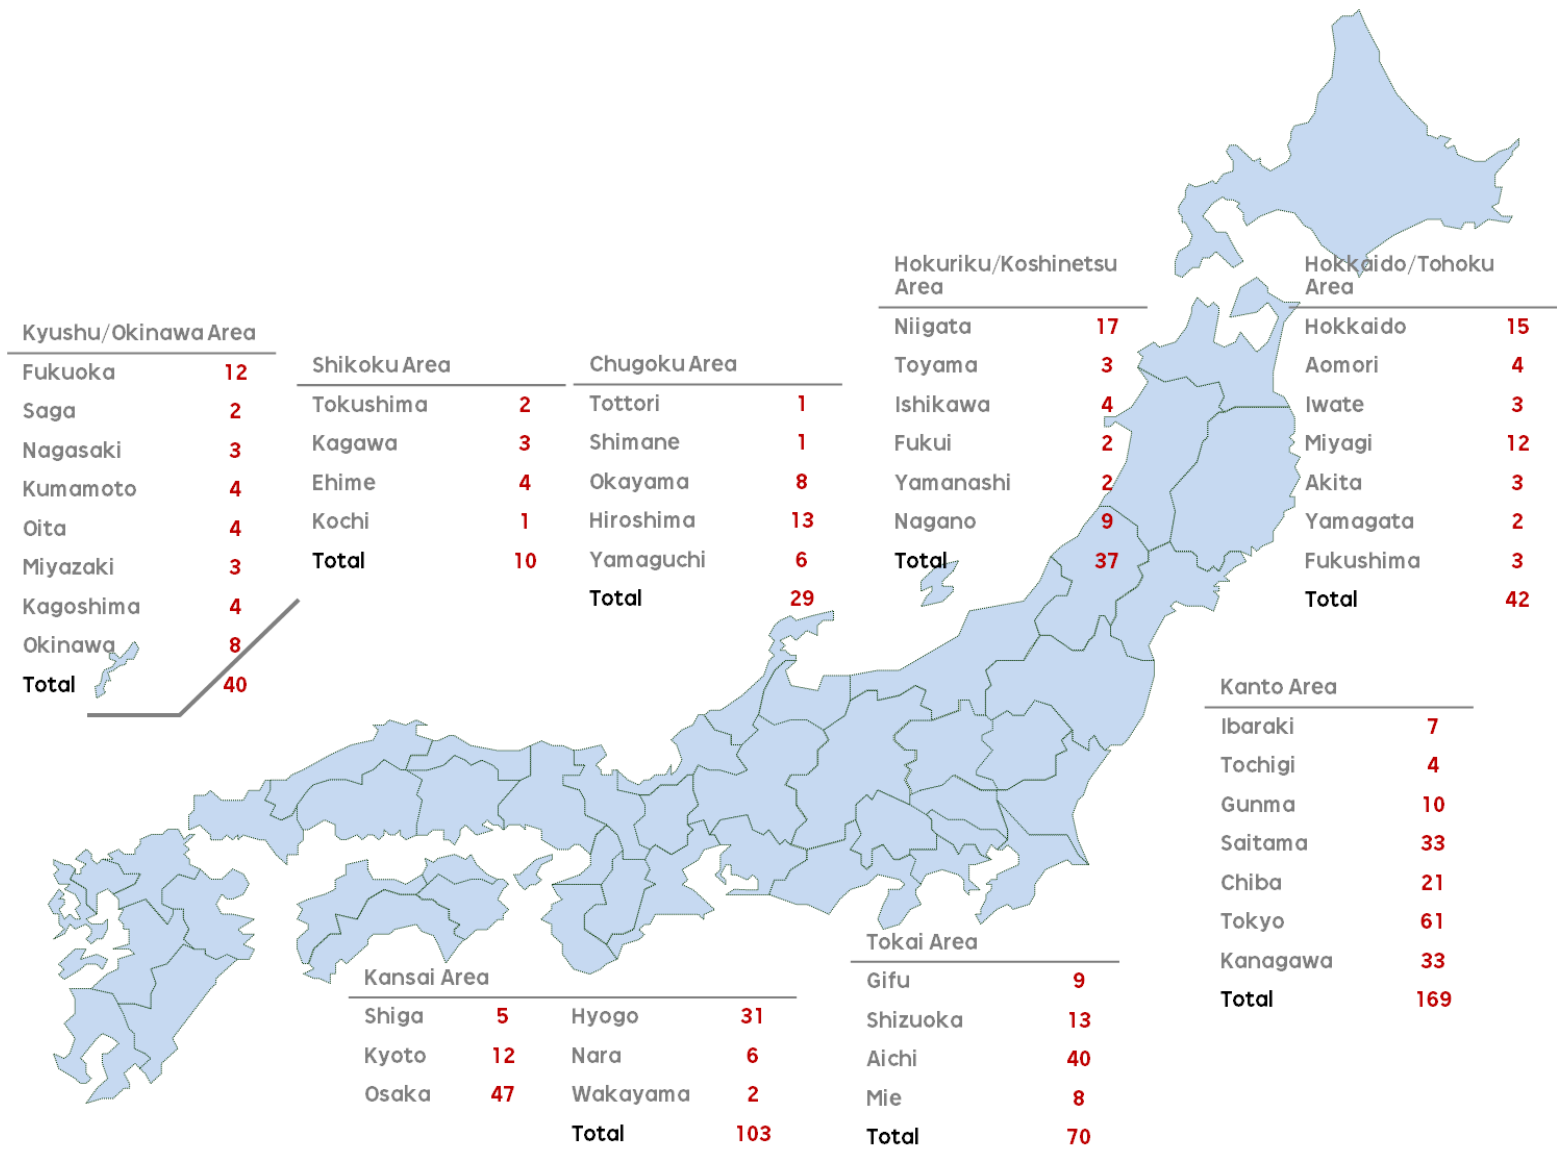 Hokuriku/Koshinetsu
Area
Niigata 17
Toyama 3
Ishikawa 4
Fukui 2
Yamanashi 2
Nagano 9
Total 37
Hokkaido/Tohoku
Area
Hokkaido 15
Aomori 4
Iwate 3
Miyagi 12
Akita 3
Yamagata 2
Fukushima 3
Total 42
Kyushu/Okinawa Area
Fukuoka 12
Saga 2
Nagasaki 3
Kumamoto 4
Oita 4
Miyazaki 3
Kagoshima 4
Okinawa 8
Total 40
Shikoku Area
Tokushima 2
Kagawa 3
Ehime 4
Kochi 1
Total 10
Chugoku Area
Tottori 1
Shimane 1
Okayama 8
Hiroshima 13
Yamaguchi 6
Total 29
Kanto Area
Ibaraki 7
Tochigi 4
Gunma 10
Saitama 33
Chiba 21
Tokyo 61
Kanagawa 33
Total 169
Kansai Area
Shiga 5 Hyogo 31
Kyoto 12 Nara 6
Osaka 47 Wakayama 2
Total 103
Tokai Area
Gifu 9
Shizuoka 13
Aichi 40
Mie 8
Total 70